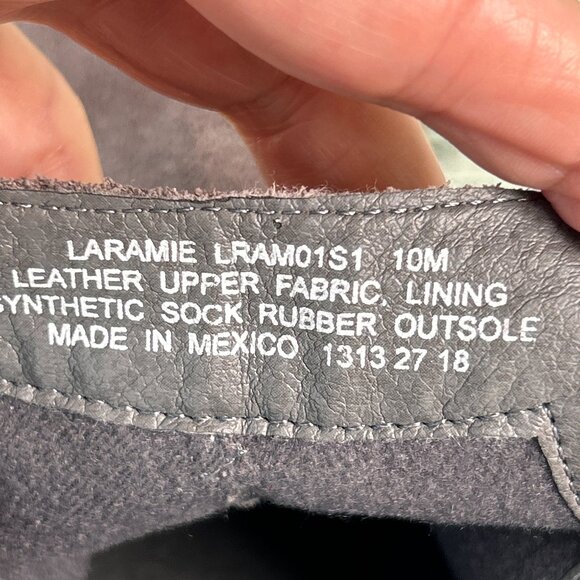 LARAMIE LRAM01S1 10M
LEATHER UPPER FABRIC, LINING
SYNTHETIC SOCK RUBBER OUTSOLE
MADE IN MEXICO 1313 27 18